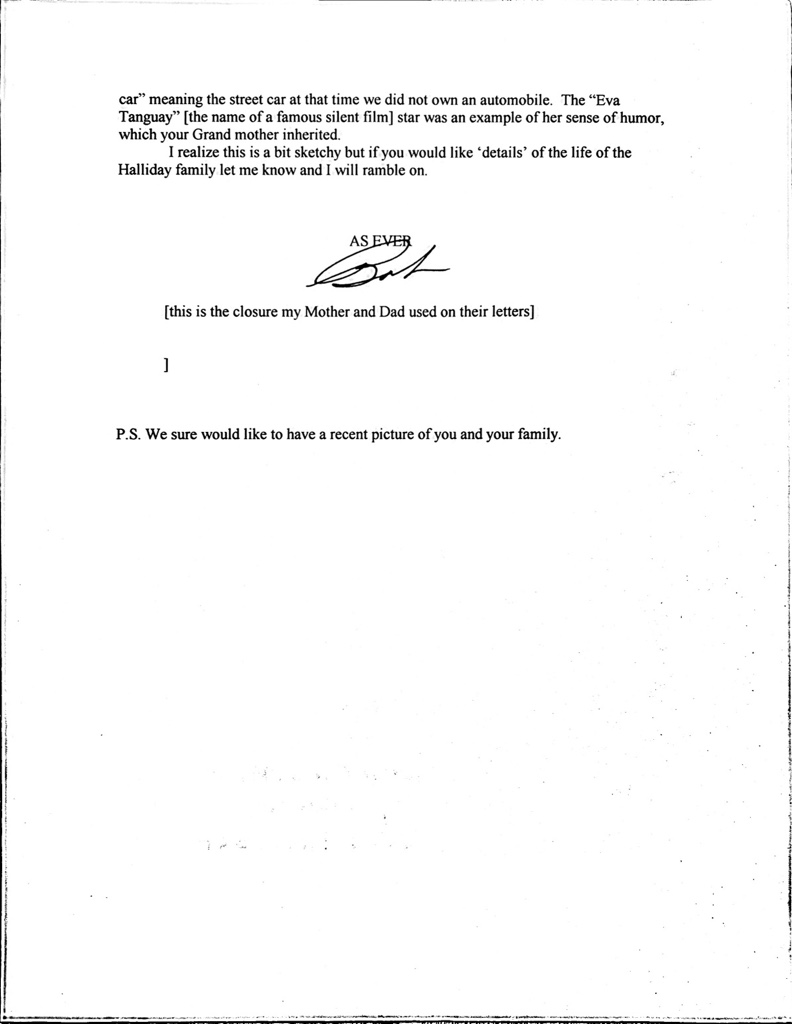 car” meaning the street car at that time we did not own an automobile.  The “Eva
Tanguay” [the name of a famous silent film] star was an example of her sense of humor,
which your Grand mother inherited.
I realize this is a bit sketchy but if you would like ‘details’ of the life of the
Halliday family let me know and I will ramble on.
AS EVER
Bob
[this is the closure my Mother and Dad used on their letters]
]
P.S. We sure would like to have a recent picture of you and your family.